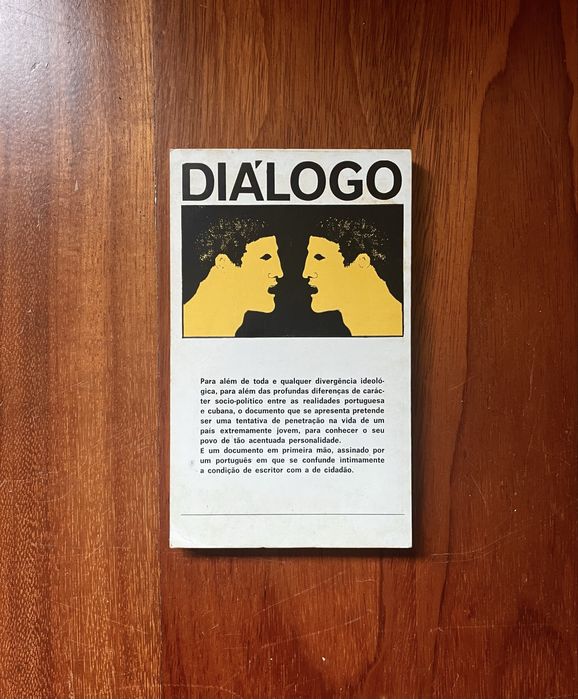 DIÁLOGO
Para além de toda e qualquer divergência ideoló-
gica, para além das profundas diferenças de carác-
ter socio-político entre as realidades portuguesa
e cubana, o documento que se apresenta pretende
ser uma tentativa de penetração na vida de um
país extremamente jovem, para conhecer o seu
povo de tão acentuada personalidade.
É um documento em primeira mão, assinado por
um português em que se confunde intimamente
a condição de escritor com a de cidadão.